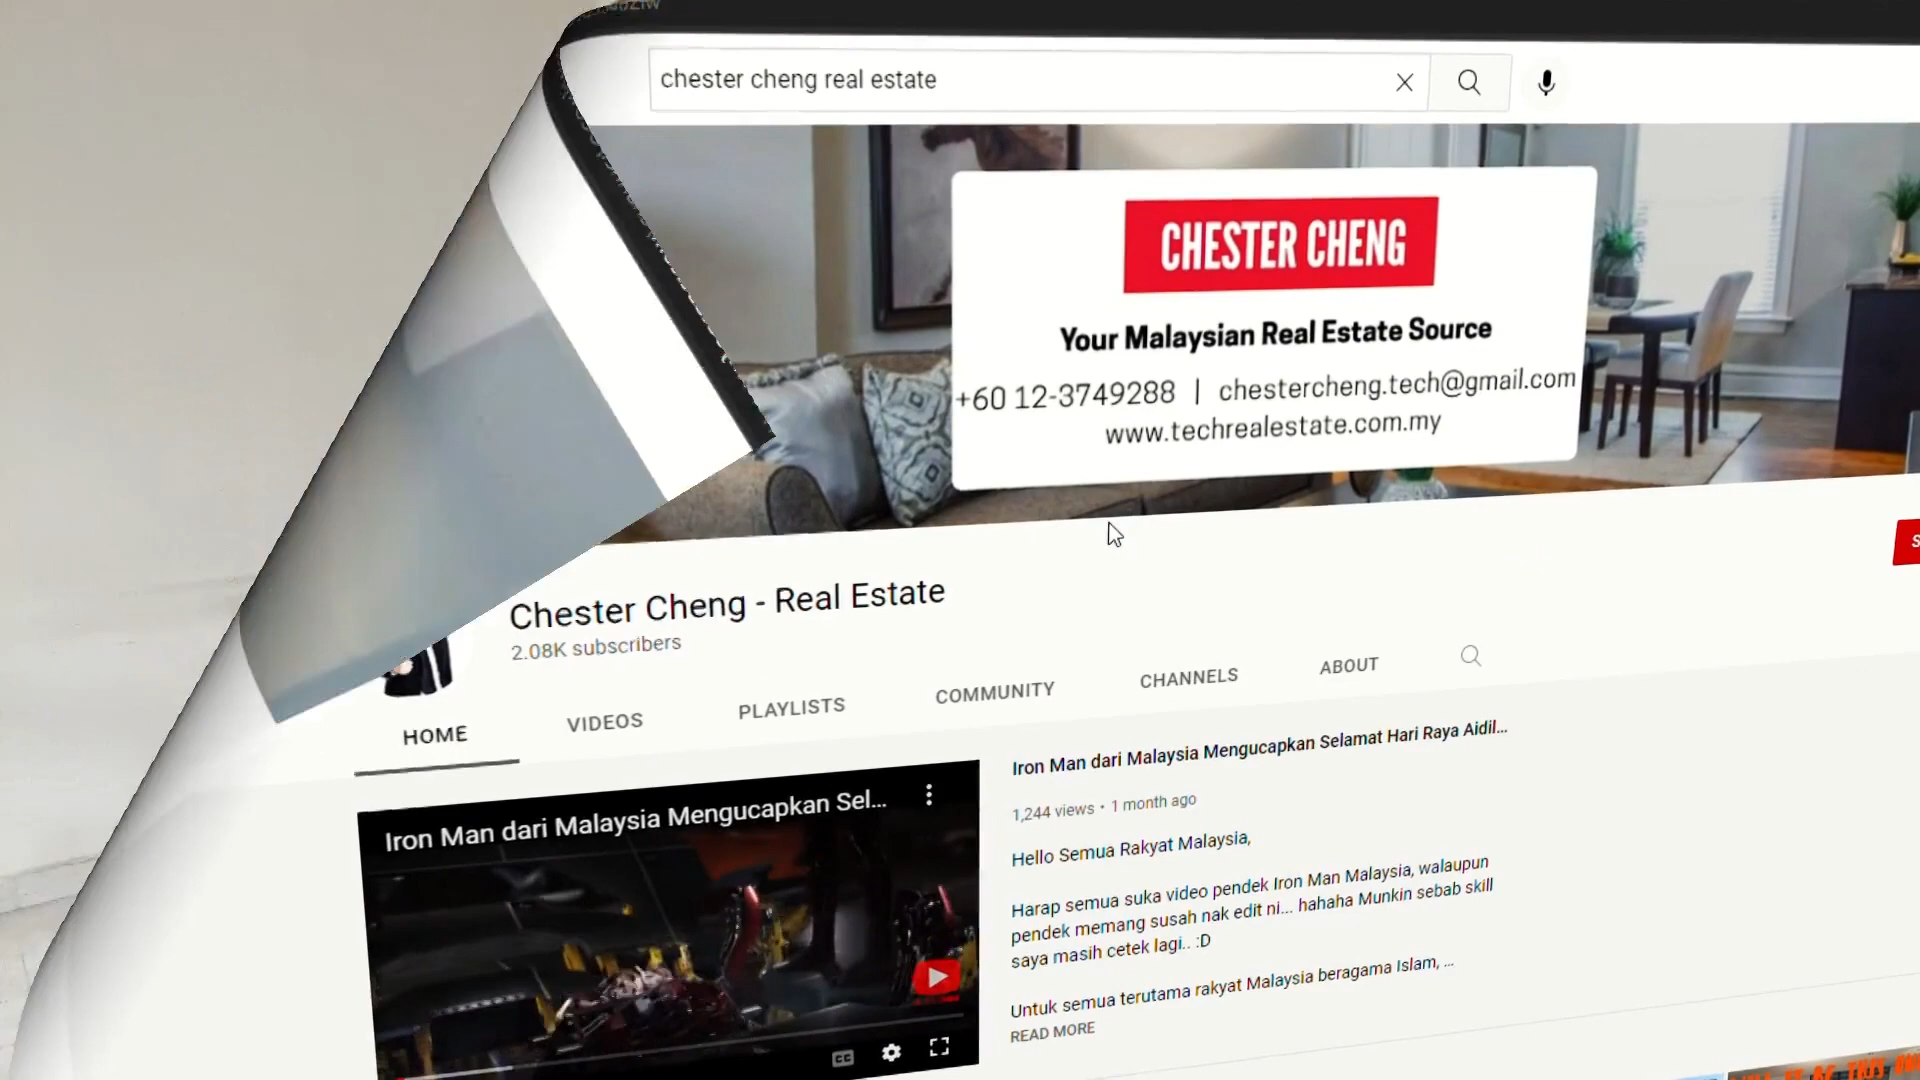 chester cheng real estate
CHESTER CHENG
Your Malaysian Real Estate Source
+60 12-3749288 | chestercheng.tech@gmail.com
www.techrealestate.com.my
Chester Cheng - Real Estate
2.08K subscribers
HOME VIDEOS PLAYLISTS COMMUNITY CHANNELS ABOUT
Iron Man dari Malaysia Mengucapkan Sel...
Iron Man dari Malaysia Mengucapkan Selamat Hari Raya Aidil...
1,244 views • 1 month ago
Hello Semua Rakyat Malaysia,
Harap semua suka video pendek Iron Man Malaysia, walaupun
pendek memang susah nak edit ni... hahaha Munkin sebab skill
saya masih cetek lagi.. :D
Untuk semua terutama rakyat Malaysia beragama Islam, ...
READ MORE
CC